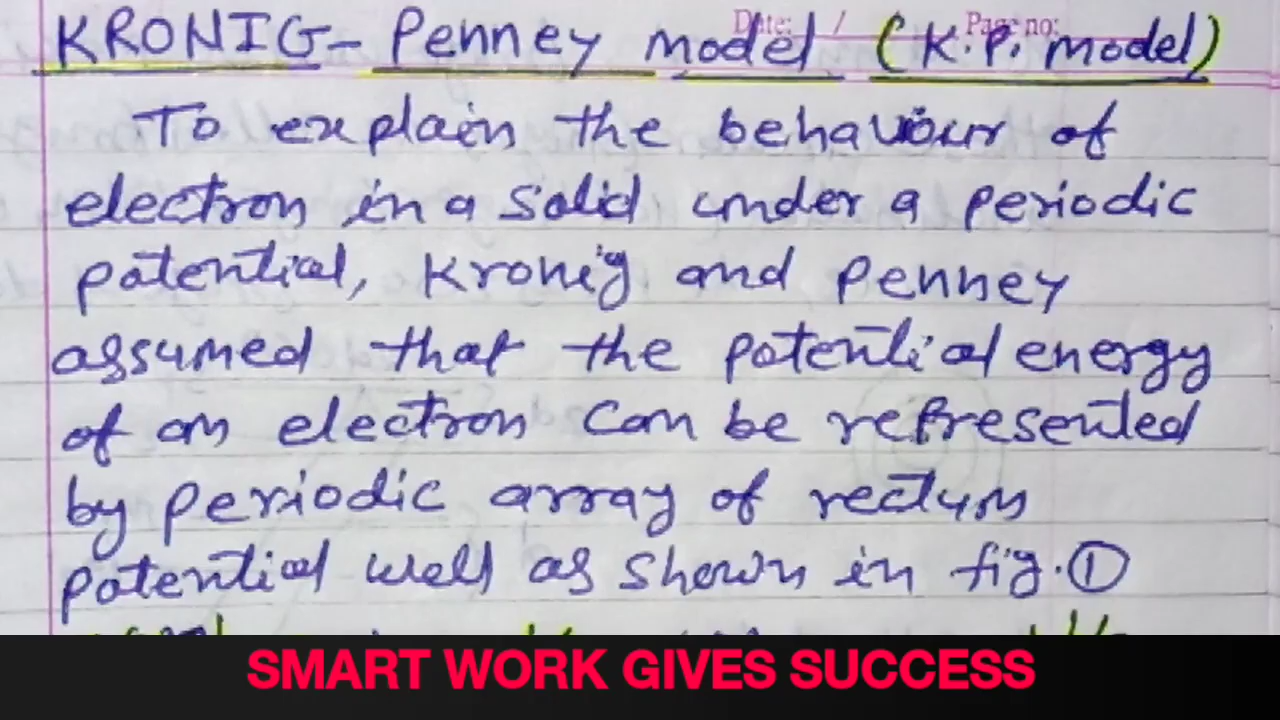 Date: / Page no:
KRONIG- Penney model (K.P. model)
To explain the behaviour of
electron in a solid under a periodic
potential, Kronig and Penney
assumed that the potential energy
of an electron can be represented
by periodic array of rectum
potential well as shown in fig. ①
SMART WORK GIVES SUCCESS